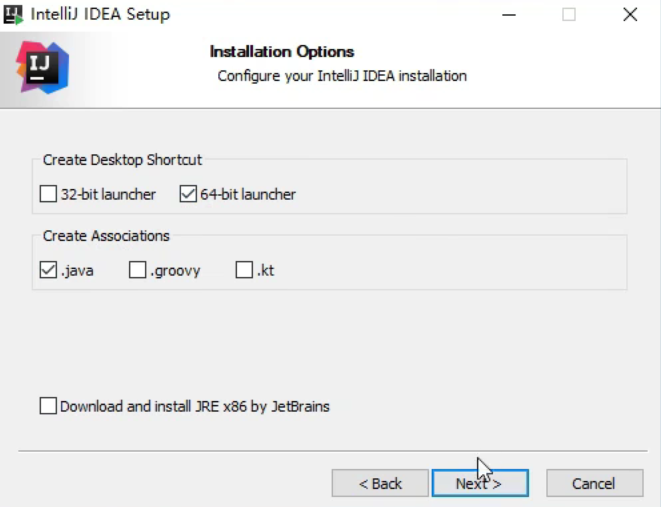 IntelliJ IDEA Setup
IJ
Installation Options
Configure your IntelliJ IDEA installation
Create Desktop Shortcut
32-bit launcher 64-bit launcher
Create Associations
.java .groovy .kt
Download and install JRE x86 by JetBrains
< Back Next > Cancel